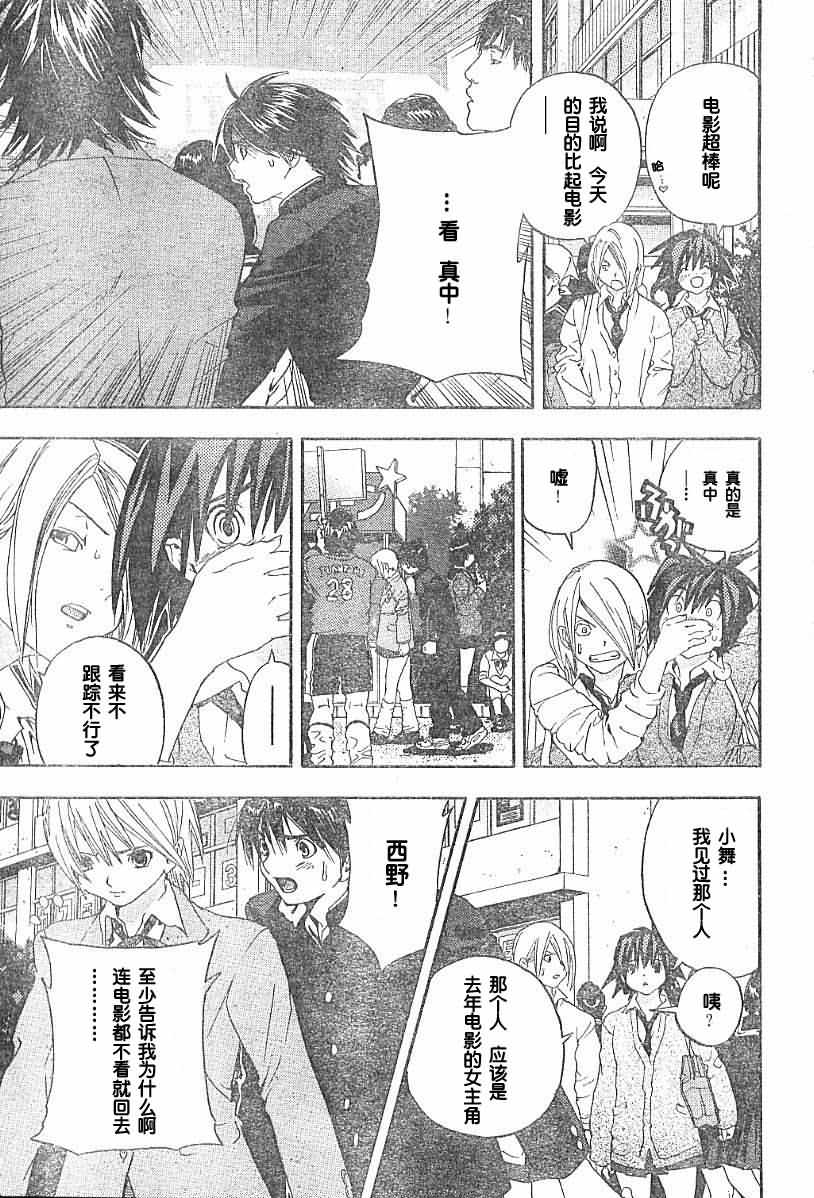 电影超棒呢
哈…♡
我说啊 今天
的目的比起电影
——
…看 真中!
真的是
真中
……
ふぐぐ
嘘!
28
——
看来不
跟踪不行了
小舞…
我见过那个人
咦?
那个人 应该是
去年电影的女主角
西野!
至少告诉我为什么啊
连电影都不看就回去
…………